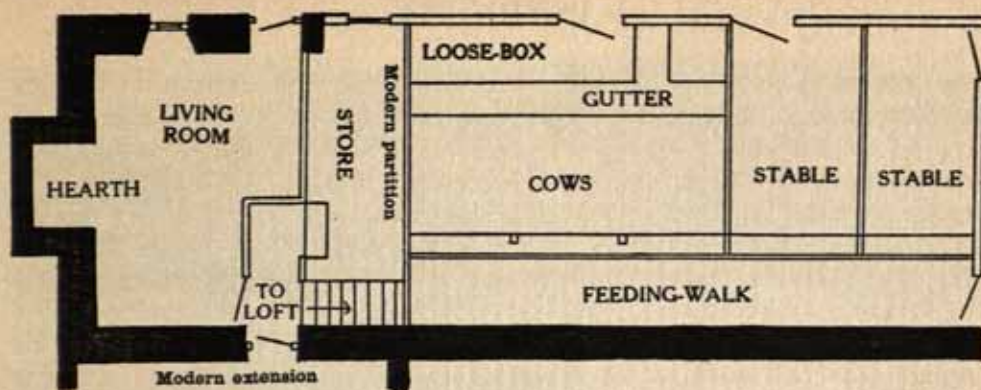 LOOSE-BOX
LIVING
ROOM
STORE
Modern partition
GUTTER
HEARTH
COWS
STABLE
STABLE
TO
LOFT
FEEDING-WALK
Modern extension